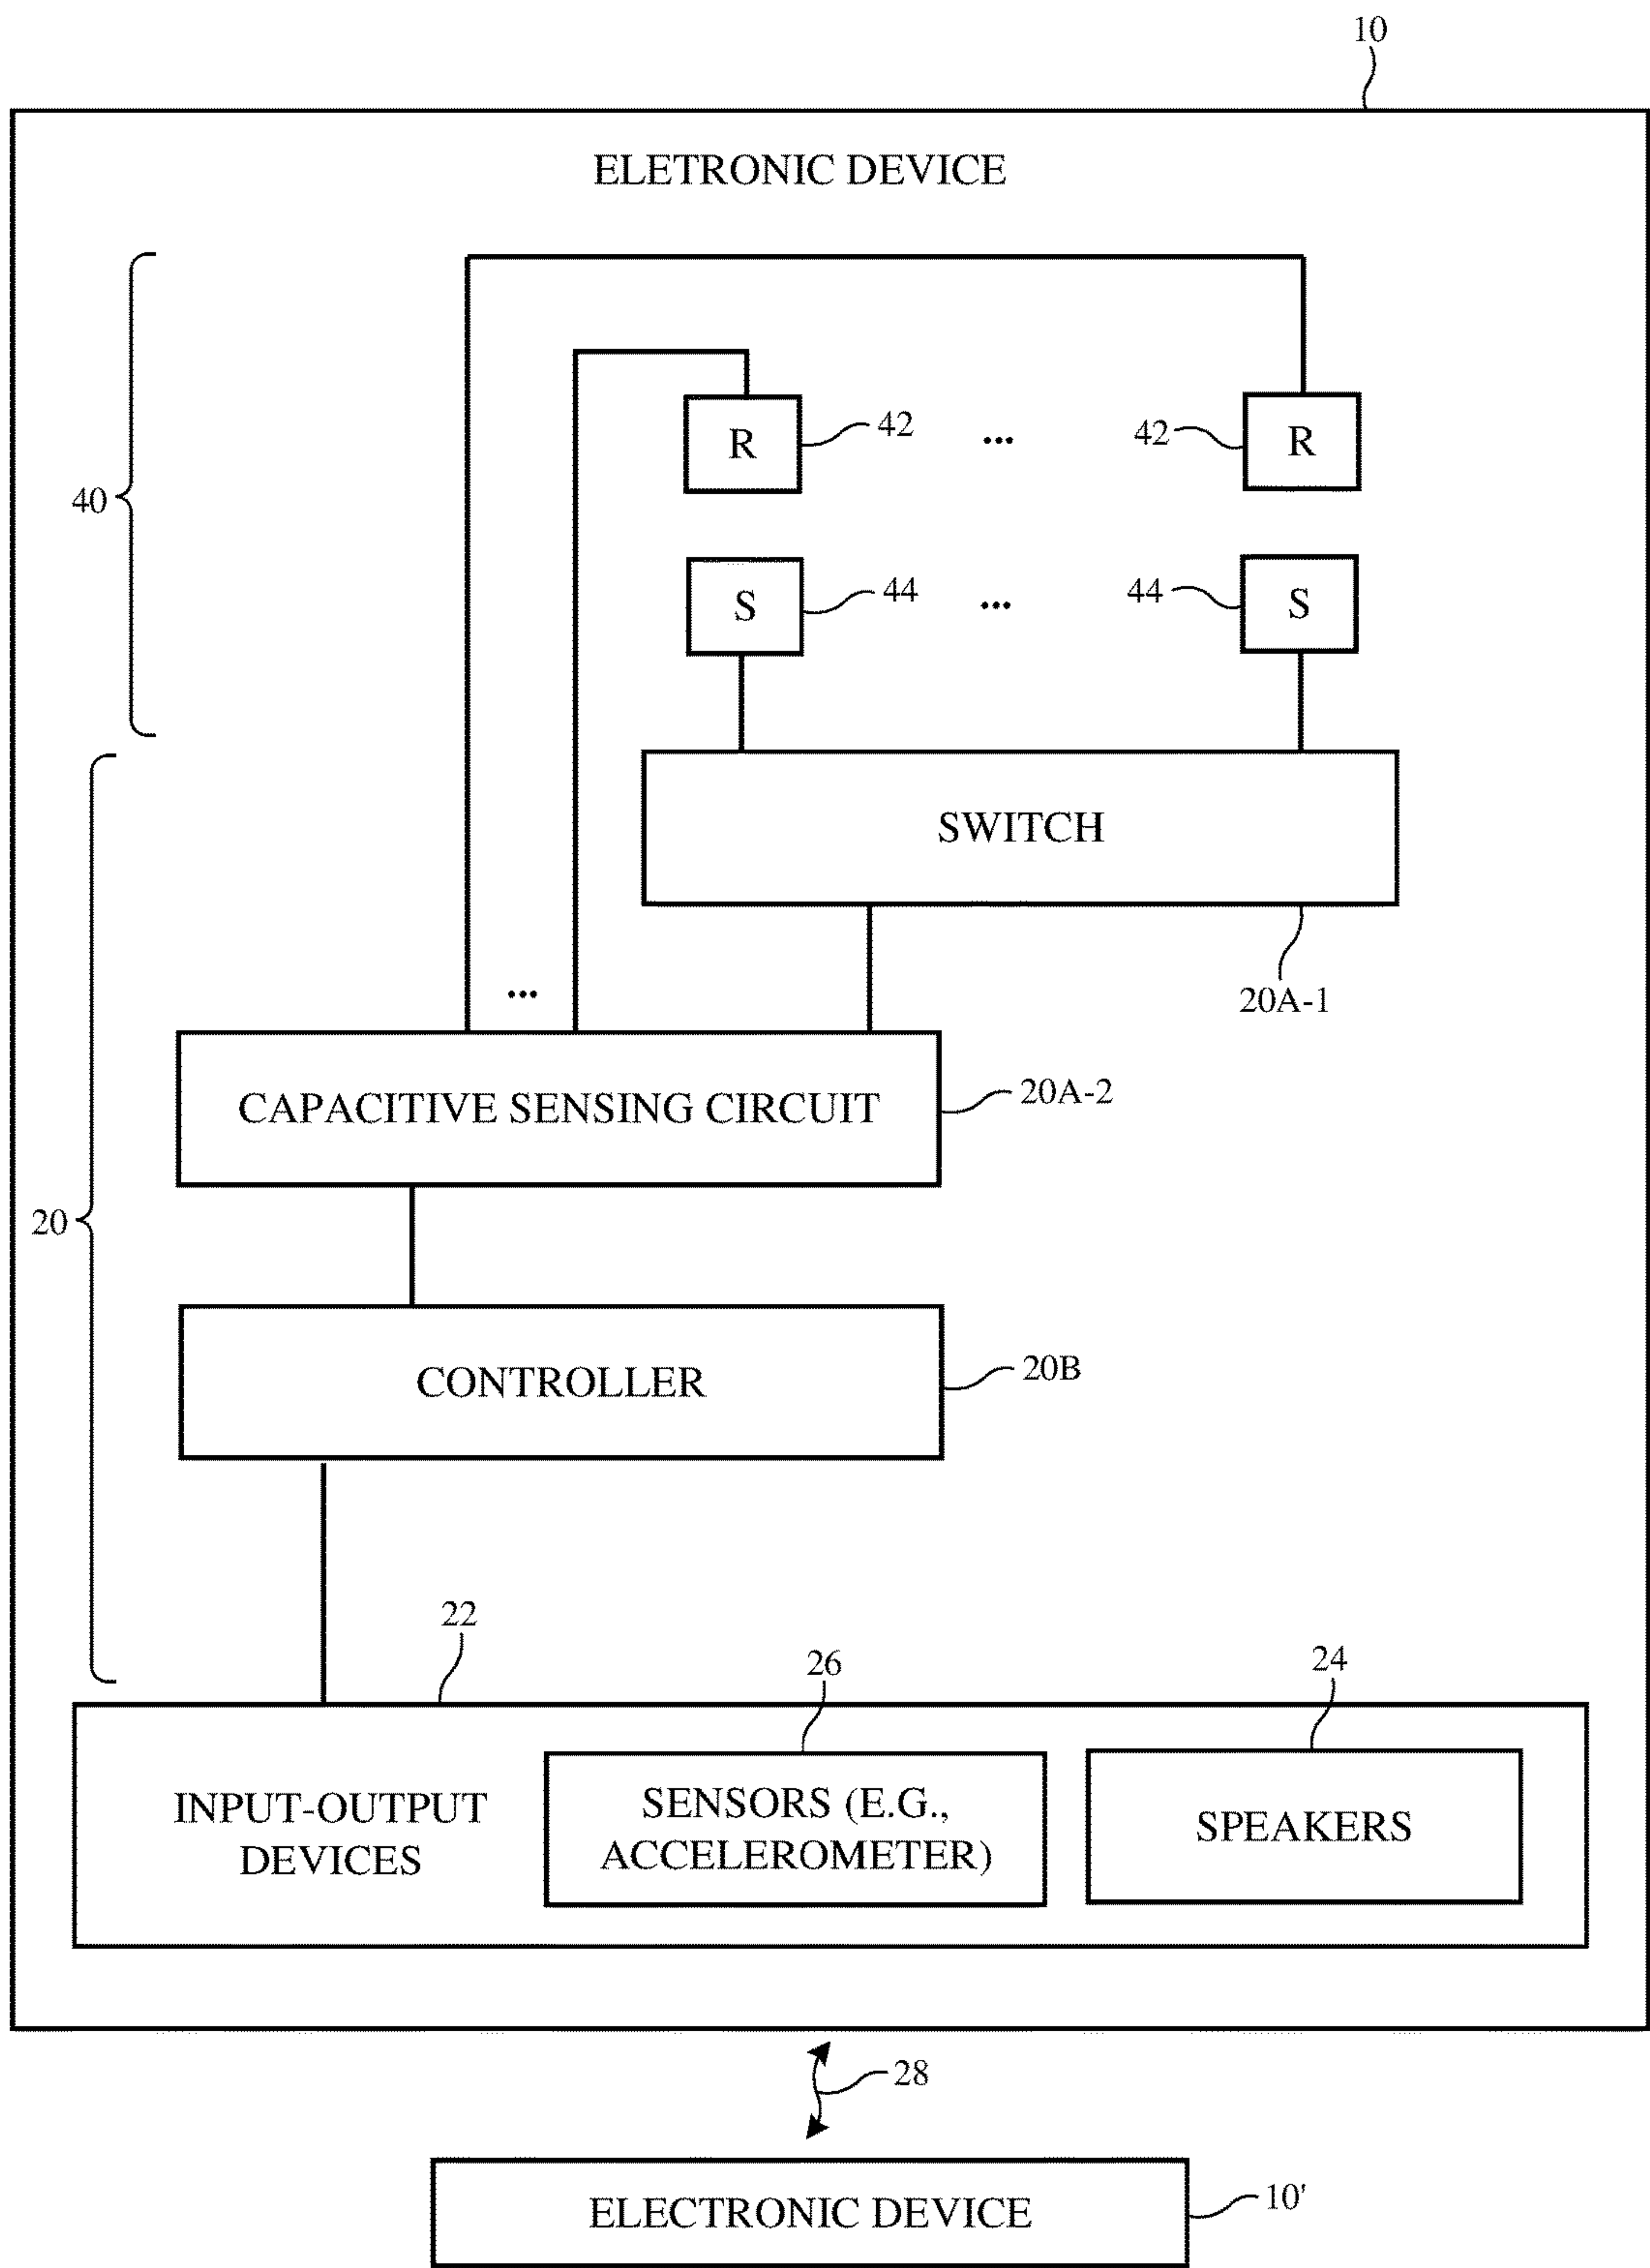 10
ELETRONIC DEVICE
R
42
...
42
R
40
S
44
...
44
S
SWITCH
...
20A-1
CAPACITIVE SENSING CIRCUIT
20A-2
20
CONTROLLER
20B
22
26
24
INPUT-OUTPUT
DEVICES
SENSORS (E.G.,
ACCELEROMETER)
SPEAKERS
28
ELECTRONIC DEVICE
10'